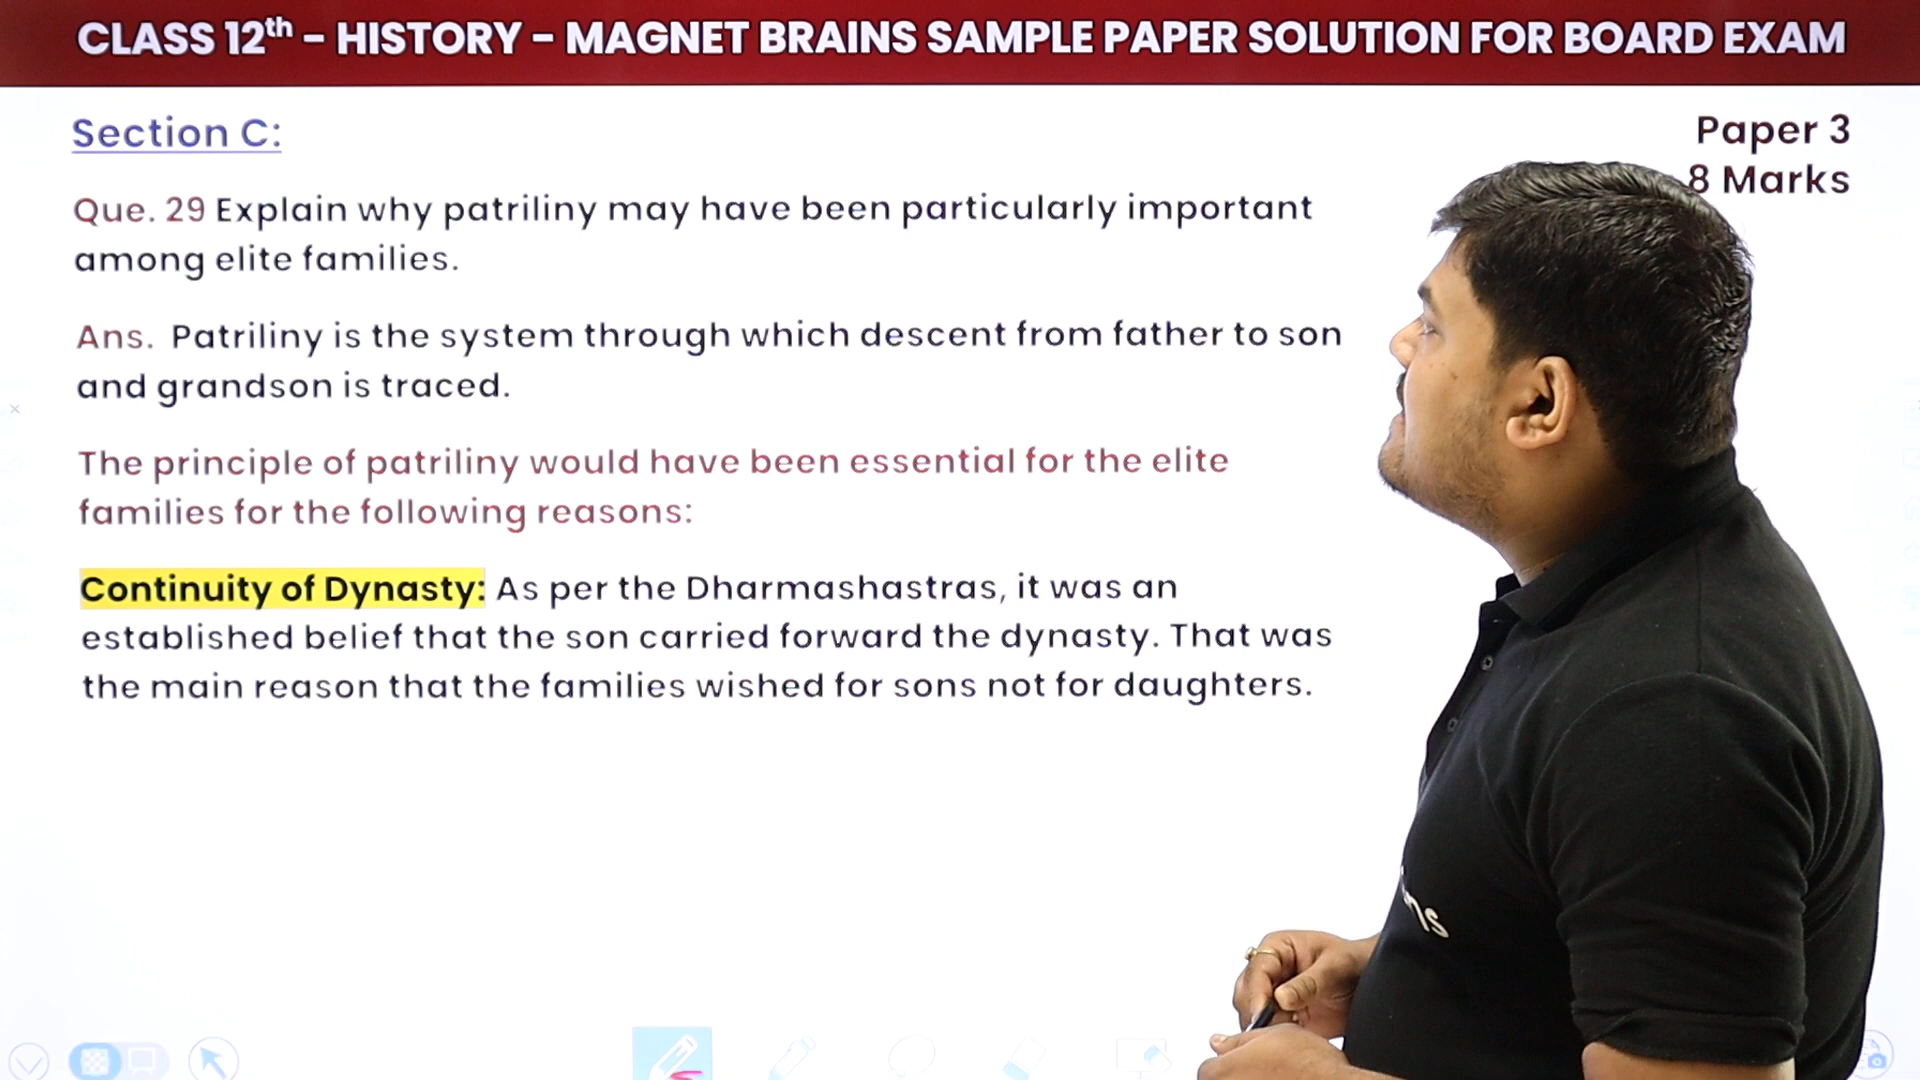 CLASS 12th - HISTORY - MAGNET BRAINS SAMPLE PAPER SOLUTION FOR BOARD EXAM
Section C:
Paper 3
8 Marks
Que. 29 Explain why patriliny may have been particularly important
among elite families.
Ans. Patriliny is the system through which descent from father to son
and grandson is traced.
The principle of patriliny would have been essential for the elite
families for the following reasons:
Continuity of Dynasty: As per the Dharmashastras, it was an
established belief that the son carried forward the dynasty. That was
the main reason that the families wished for sons not for daughters.